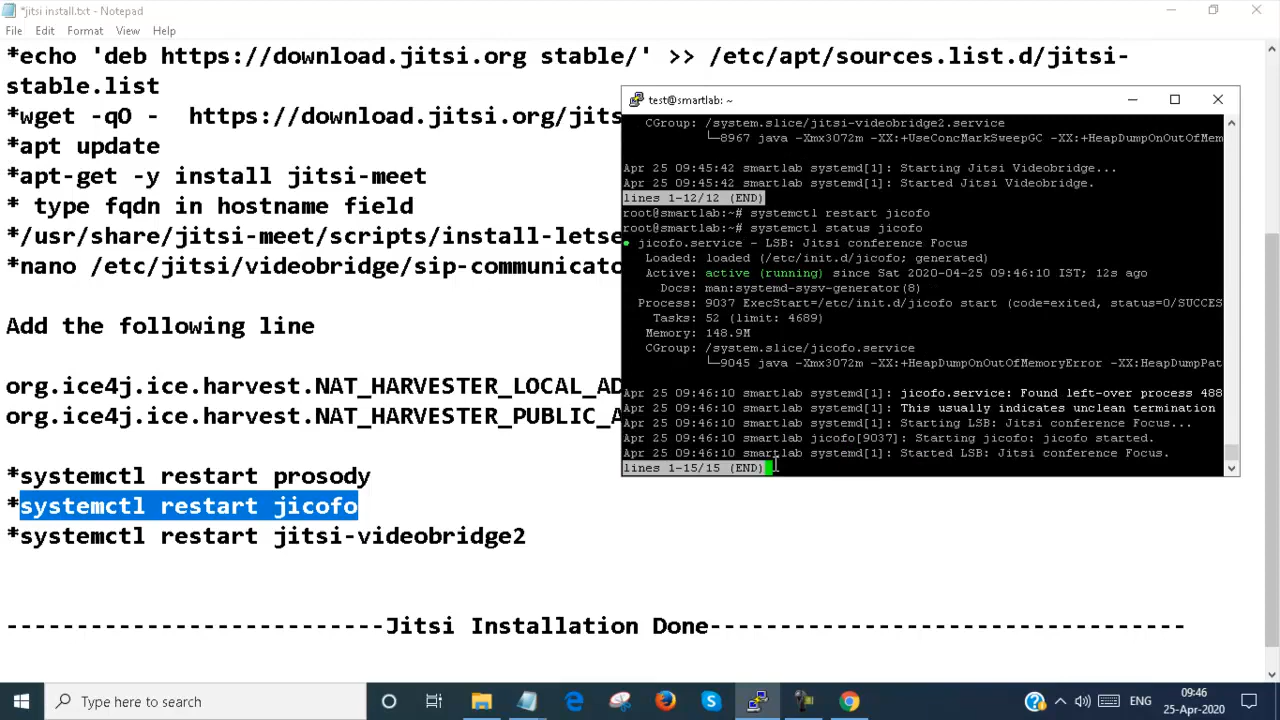 *jitsi install.txt - Notepad
File Edit Format View Help
*echo 'deb https://download.jitsi.org stable/' >> /etc/apt/sources.list.d/jitsi-
stable.list
*wget -qO -  https://download.jitsi.org/jits
*apt update
*apt-get -y install jitsi-meet
* type fqdn in hostname field
*/usr/share/jitsi-meet/scripts/install-letse
*nano /etc/jitsi/videobridge/sip-communicato
Add the following line
org.ice4j.ice.harvest.NAT_HARVESTER_LOCAL_AD
org.ice4j.ice.harvest.NAT_HARVESTER_PUBLIC_A
*systemctl restart prosody
*systemctl restart jicofo
*systemctl restart jitsi-videobridge2
---------------------------Jitsi Installation Done----------------------------------
test@smartlab: ~
CGroup: /system.slice/jitsi-videobridge2.service
└─8967 java -Xmx3072m -XX:+UseConcMarkSweepGC -XX:+HeapDumpOnOutOfMem
Apr 25 09:45:42 smartlab systemd[1]: Starting Jitsi Videobridge...
Apr 25 09:45:42 smartlab systemd[1]: Started Jitsi Videobridge.
lines 1-12/12 (END)
root@smartlab:~# systemctl restart jicofo
root@smartlab:~# systemctl status jicofo
● jicofo.service - LSB: Jitsi conference Focus
Loaded: loaded (/etc/init.d/jicofo; generated)
Active: active (running) since Sat 2020-04-25 09:46:10 IST; 12s ago
Docs: man:systemd-sysv-generator(8)
Process: 9037 ExecStart=/etc/init.d/jicofo start (code=exited, status=0/SUCCES
Tasks: 52 (limit: 4689)
Memory: 148.9M
CGroup: /system.slice/jicofo.service
└─9045 java -Xmx3072m -XX:+HeapDumpOnOutOfMemoryError -XX:HeapDumpPat
Apr 25 09:46:10 smartlab systemd[1]: jicofo.service: Found left-over process 488
Apr 25 09:46:10 smartlab systemd[1]: This usually indicates unclean termination
Apr 25 09:46:10 smartlab systemd[1]: Starting LSB: Jitsi conference Focus...
Apr 25 09:46:10 smartlab jicofo[9037]: Starting jicofo: jicofo started.
Apr 25 09:46:10 smartlab systemd[1]: Started LSB: Jitsi conference Focus.
lines 1-15/15 (END)
Type here to search
ENG
09:46
25-Apr-2020